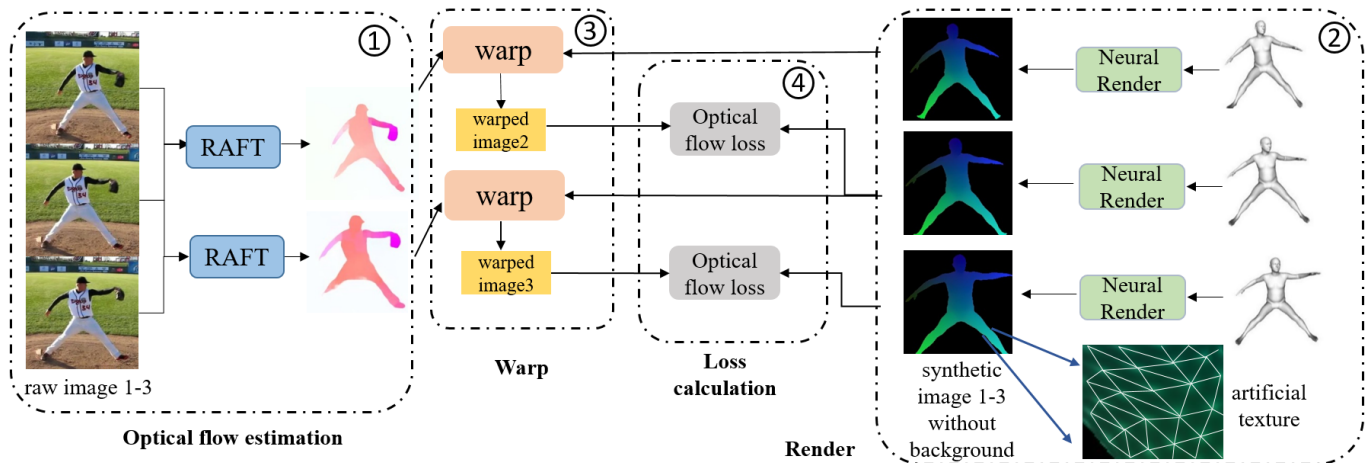 ①
RAFT
RAFT
raw image 1-3
Optical flow estimation
③
warp
warped
image2
warp
warped
image3
Warp
④
Optical
flow loss
Optical
flow loss
Loss
calculation
②
Neural
Render
Neural
Render
Neural
Render
synthetic
image 1-3
without
background
artificial
texture
Render